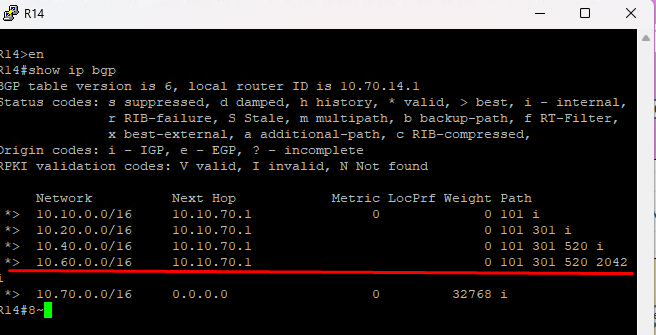 R14
R14>en
R14#show ip bgp
BGP table version is 6, local router ID is 10.70.14.1
Status codes: s suppressed, d damped, h history, * valid, > best, i - internal,
              r RIB-failure, S Stale, m multipath, b backup-path, f RT-Filter,
              x best-external, a additional-path, c RIB-compressed,
Origin codes: i - IGP, e - EGP, ? - incomplete
RPKI validation codes: V valid, I invalid, N Not found
     Network          Next Hop            Metric LocPrf Weight Path
 *>  10.10.0.0/16     10.10.70.1               0             0 101 i
 *>  10.20.0.0/16     10.10.70.1                             0 101 301 i
 *>  10.40.0.0/16     10.10.70.1                             0 101 301 520 i
 *>  10.60.0.0/16     10.10.70.1                             0 101 301 520 2042
i
 *>  10.70.0.0/16     0.0.0.0                  0         32768 i
R14#8~